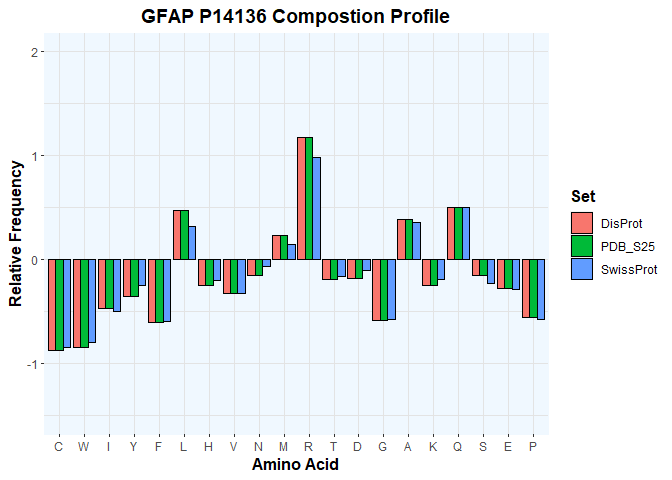 GFAP P14136 Compostion Profile
2
1
0
-1
Relative Frequency
C W I Y F L H V N M R T D G A K Q S E P
Amino Acid
Set
DisProt
PDB_S25
SwissProt